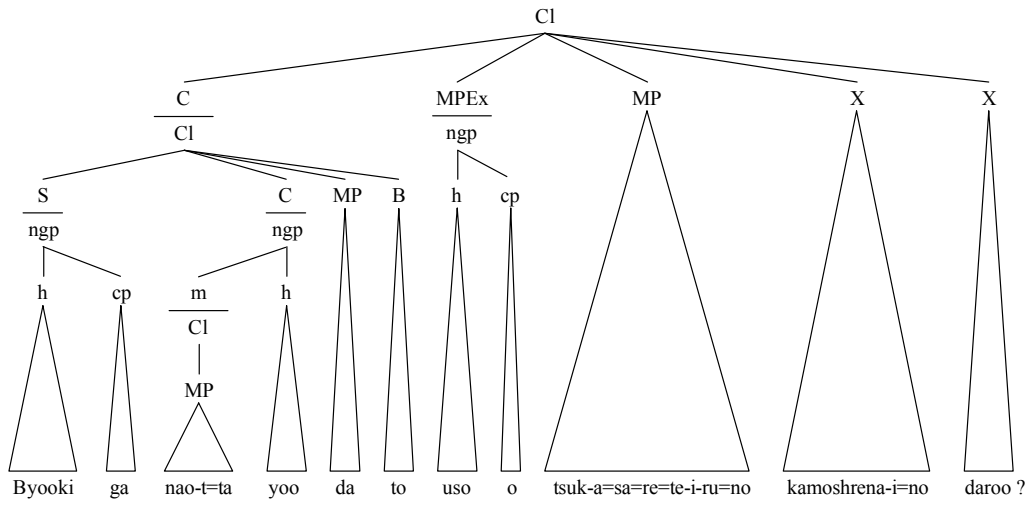 Cl
C MPEx MP X X
Cl ngp
S C MP B h cp
ngp ngp
h cp m h
Cl
MP
Byooki ga nao-t=ta yoo da to uso o tsuk-a=sa=re=te-i-ru=no kamoshrena-i=no daroo ?